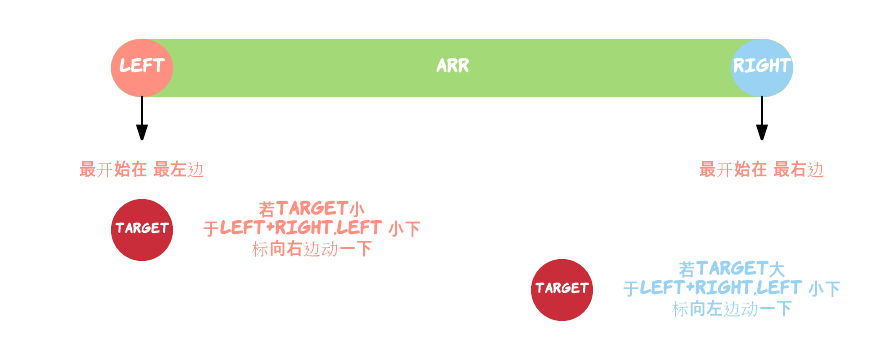 LEFT
ARR
RIGHT
最开始在 最左边
最开始在 最右边
TARGET
若TARGET小
于LEFT+RIGHT.LEFT 小下
标向右边动一下
TARGET
若TARGET大
于LEFT+RIGHT.LEFT 小下
标向左边动一下